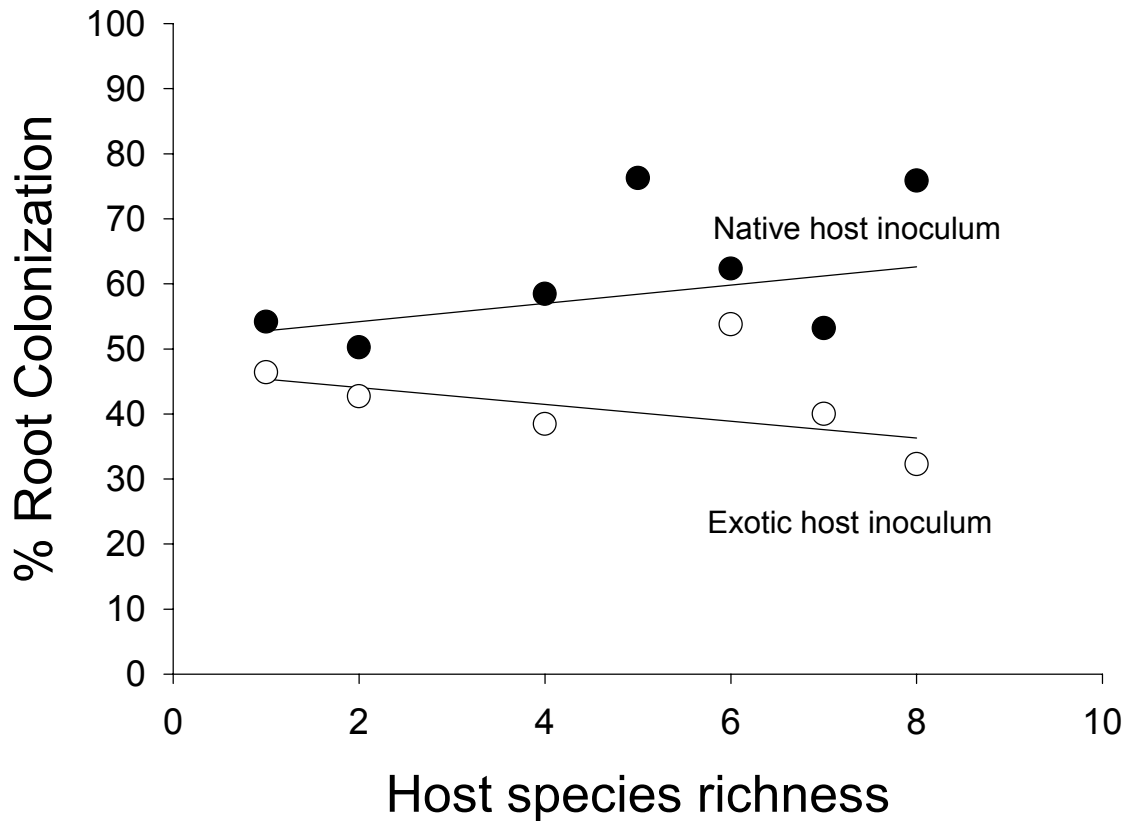 100
90
80
70
60
50
40
30
20
10
0
% Root Colonization
Native host inoculum
Exotic host inoculum
0 2 4 6 8 10
Host species richness